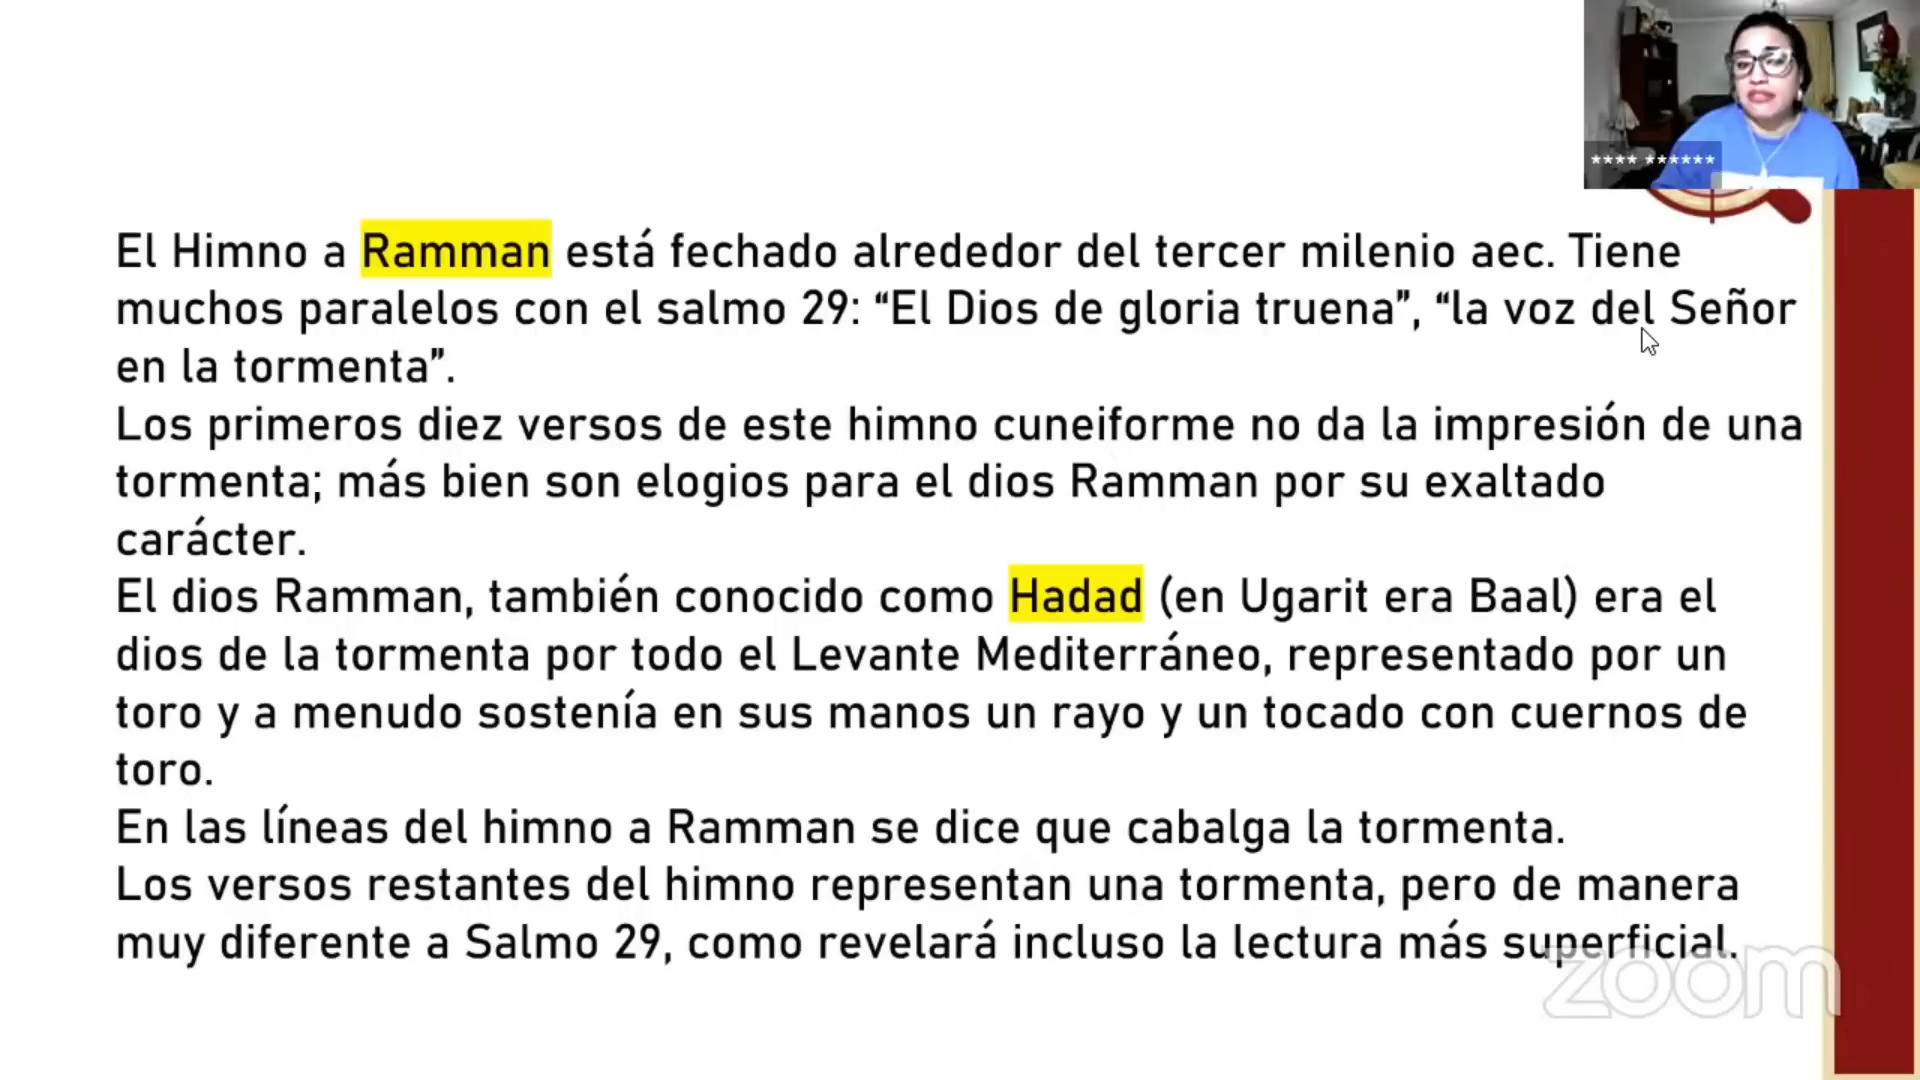 **** ******
El Himno a Ramman está fechado alrededor del tercer milenio aec. Tiene
muchos paralelos con el salmo 29: “El Dios de gloria truena”, “la voz del Señor
en la tormenta”.
Los primeros diez versos de este himno cuneiforme no da la impresión de una
tormenta; más bien son elogios para el dios Ramman por su exaltado
carácter.
El dios Ramman, también conocido como Hadad (en Ugarit era Baal) era el
dios de la tormenta por todo el Levante Mediterráneo, representado por un
toro y a menudo sostenía en sus manos un rayo y un tocado con cuernos de
toro.
En las líneas del himno a Ramman se dice que cabalga la tormenta.
Los versos restantes del himno representan una tormenta, pero de manera
muy diferente a Salmo 29, como revelará incluso la lectura más superficial.
zoom